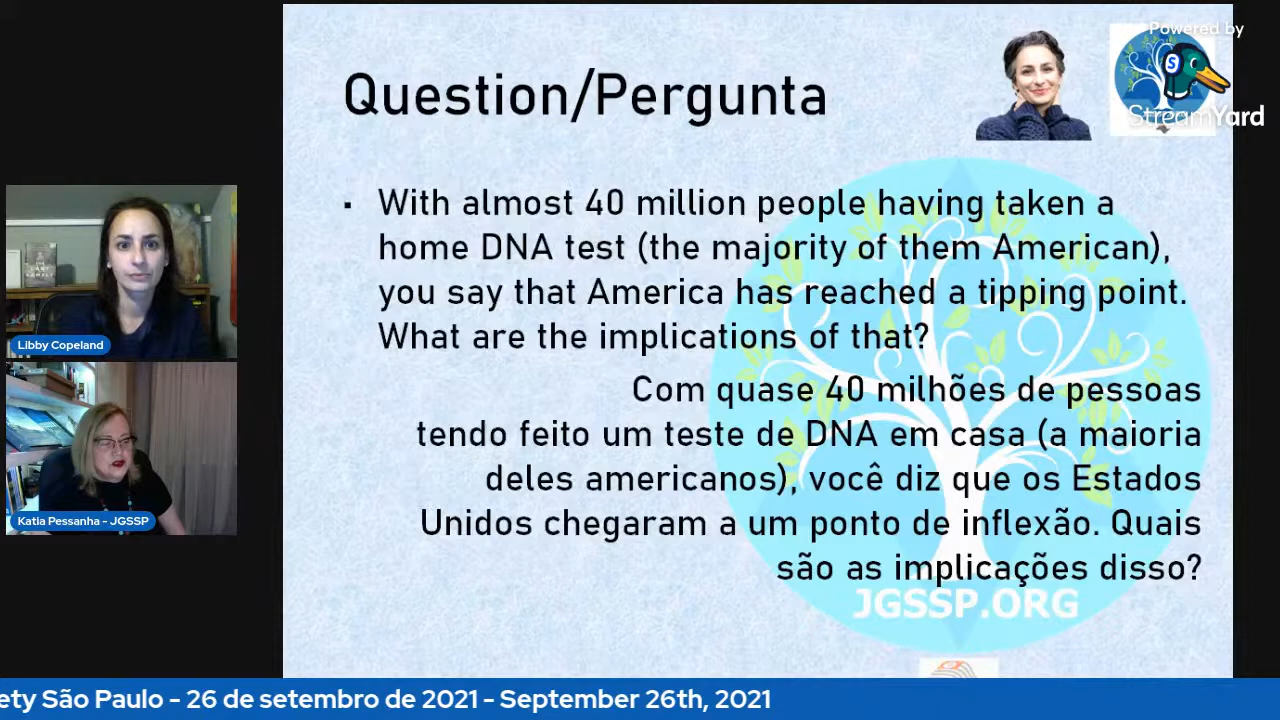 Powered by
StreamYard
Question/Pergunta
With almost 40 million people having taken a
home DNA test (the majority of them American),
you say that America has reached a tipping point.
What are the implications of that?
Com quase 40 milhões de pessoas
tendo feito um teste de DNA em casa (a maioria
deles americanos), você diz que os Estados
Unidos chegaram a um ponto de inflexão. Quais
são as implicações disso?
JGSSP.ORG
Libby Copeland
Katia Pessanha - JGSSP
ety São Paulo - 26 de setembro de 2021 - September 26th, 2021